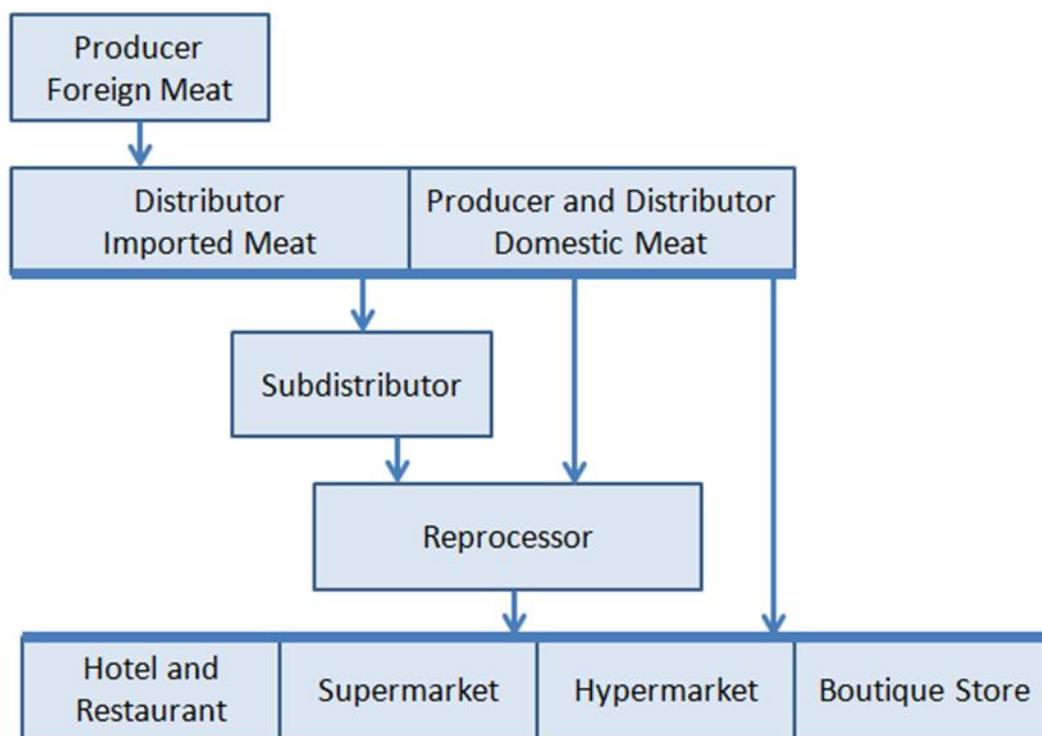 Producer
Foreign Meat
Distributor
Imported Meat
Producer and Distributor
Domestic Meat
Subdistributor
Reprocessor
Hotel and
Restaurant
Supermarket
Hypermarket
Boutique Store